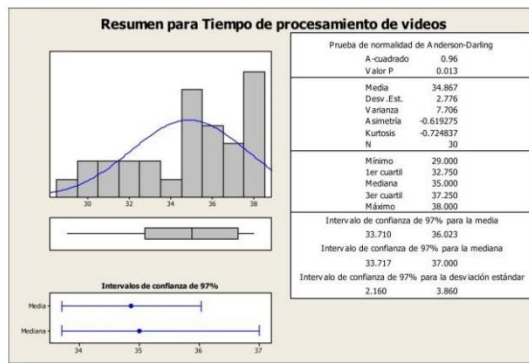 Resumen para Tiempo de procesamiento de videos
30 32 34 36 38
Intervalos de confianza de 97%
Media
Mediana
34 35 36 37
Prueba de normalidad de Anderson-Darling
A-cuadrado 0.96
Valor P 0.013
Media 34.867
Desv.Est. 2.776
Varianza 7.706
Asimetría -0.619275
Kurtosis -0.724837
N 30
Mínimo 29.000
1er cuartil 32.750
Mediana 35.000
3er cuartil 37.250
Máximo 38.000
Intervalo de confianza de 97% para la media
33.710 36.023
Intervalo de confianza de 97% para la mediana
33.717 37.000
Intervalo de confianza de 97% para la desviación estándar
2.160 3.860